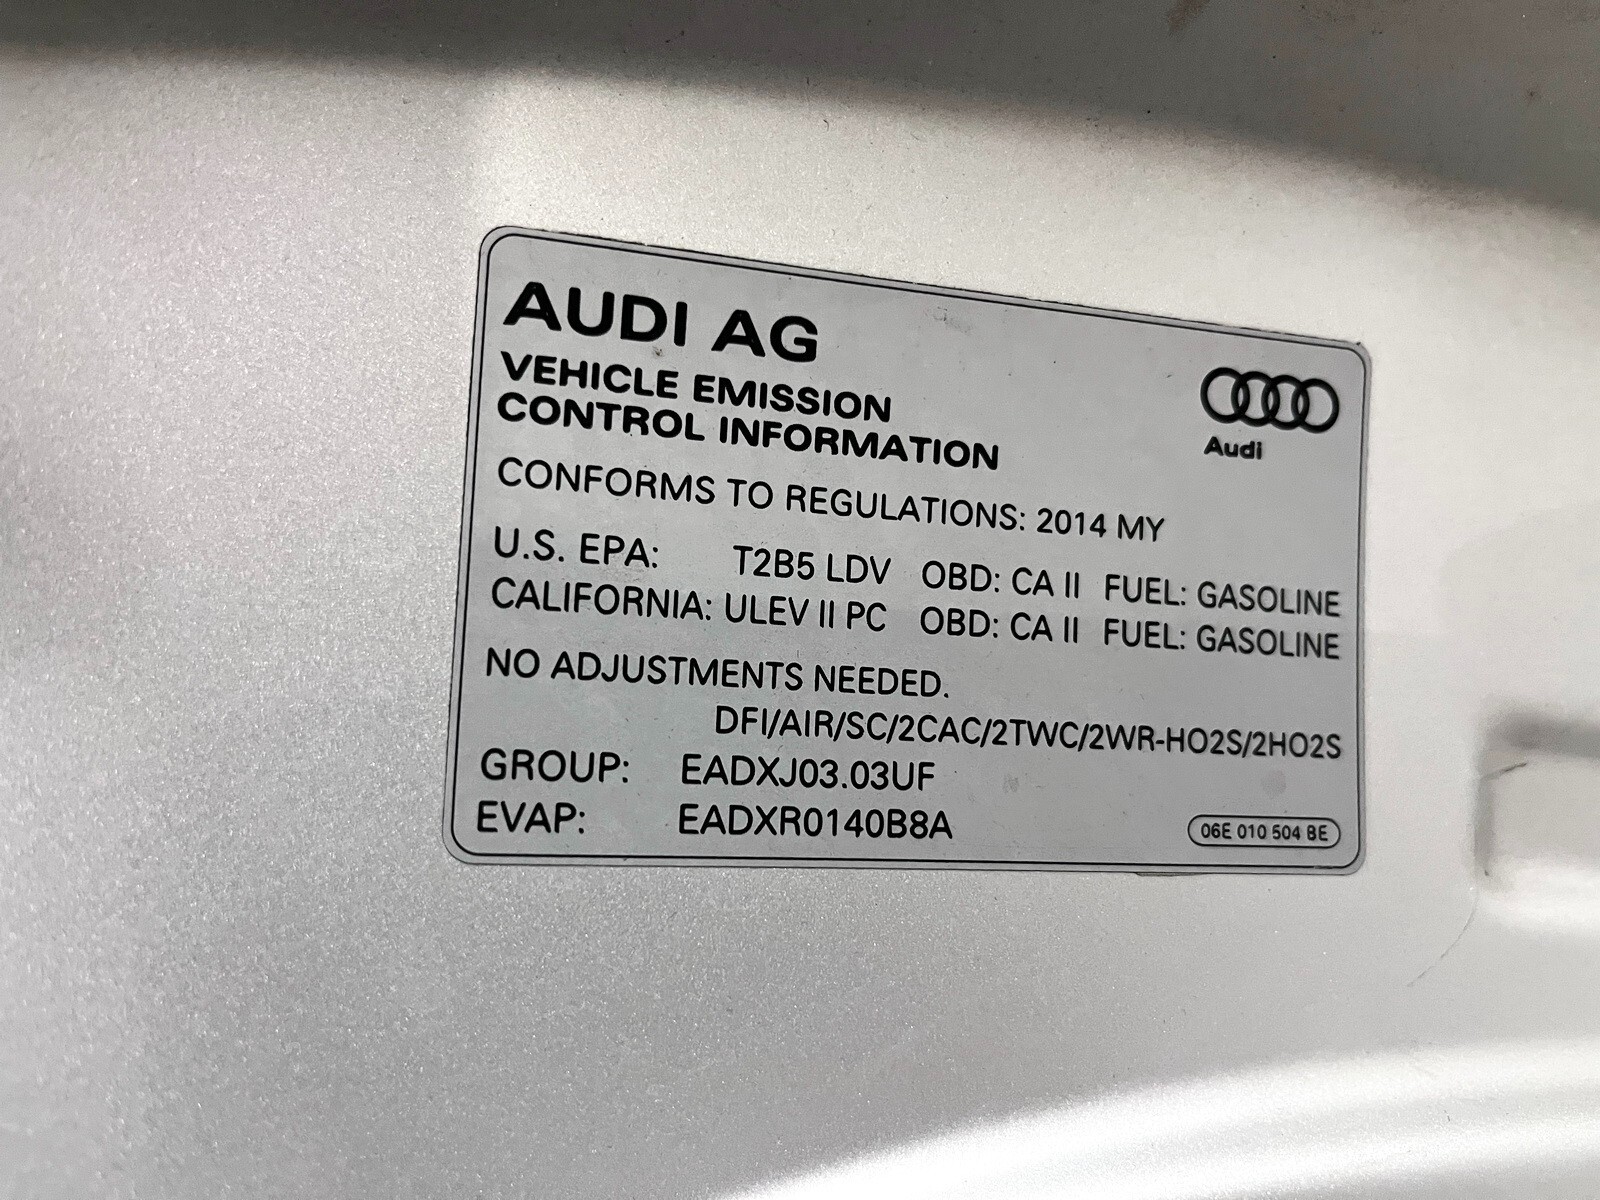 AUDI AG
VEHICLE EMISSION
CONTROL INFORMATION
Audi
CONFORMS TO REGULATIONS: 2014 MY
U.S. EPA: T2B5 LDV OBD: CA II FUEL: GASOLINE
CALIFORNIA: ULEV II PC OBD: CA II FUEL: GASOLINE
NO ADJUSTMENTS NEEDED.
DFI/AIR/SC/2CAC/2TWC/2WR-HO2S/2HO2S
GROUP: EADXJ03.03UF
EVAP: EADXR0140B8A
06E 010 504 BE